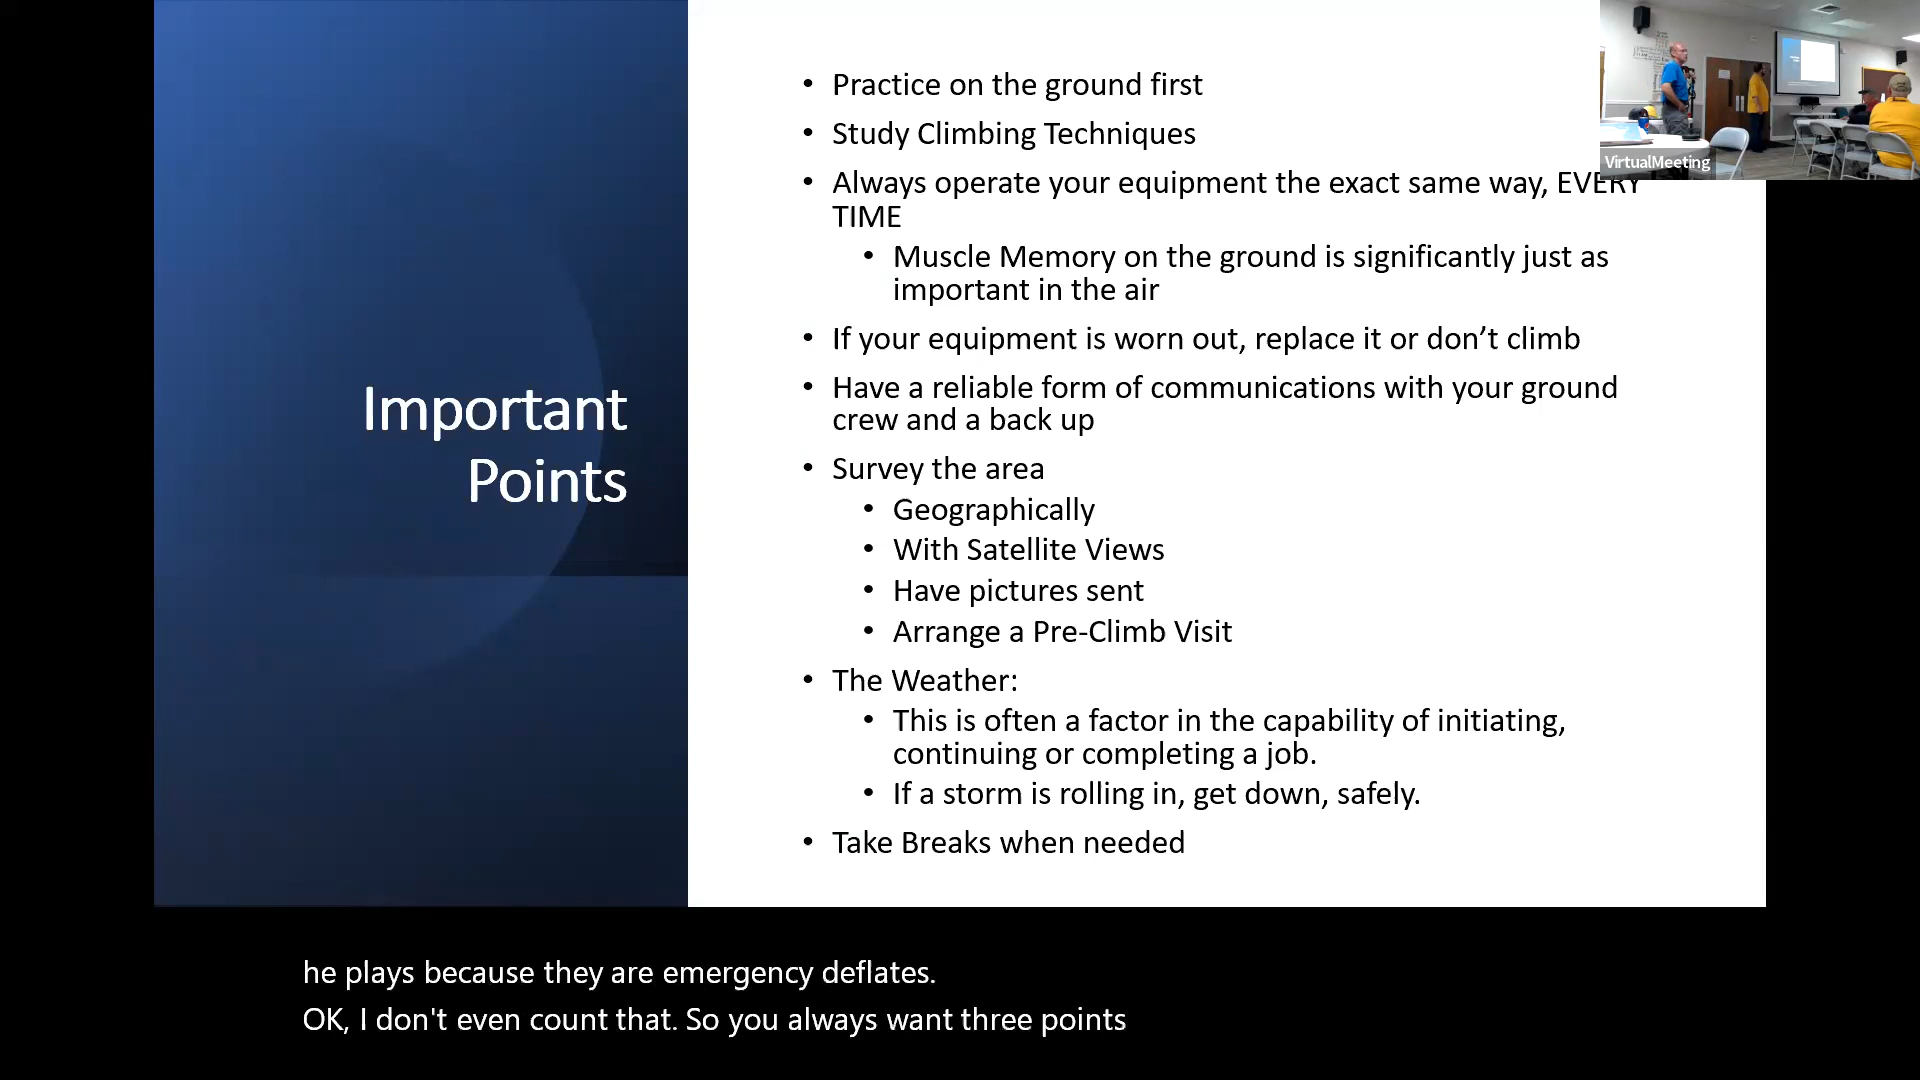 Important
Points
• Practice on the ground first
• Study Climbing Techniques
• Always operate your equipment the exact same way, EVERY
TIME
• Muscle Memory on the ground is significantly just as
important in the air
• If your equipment is worn out, replace it or don’t climb
• Have a reliable form of communications with your ground
crew and a back up
• Survey the area
• Geographically
• With Satellite Views
• Have pictures sent
• Arrange a Pre-Climb Visit
• The Weather:
• This is often a factor in the capability of initiating,
continuing or completing a job.
• If a storm is rolling in, get down, safely.
• Take Breaks when needed
VirtualMeeting
he plays because they are emergency deflates.
OK, I don't even count that. So you always want three points